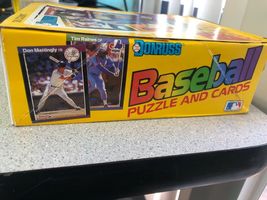 Tim Raines
Don Mattingly
DONRUSS
Baseball
PUZZLE AND CARDS